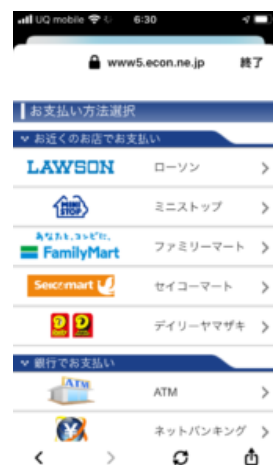 UQ mobile 6:30
www5.econ.ne.jp 終了
お支払い方法選択
お近くのお店でお支払い
LAWSON ローソン
MINI STOP ミニストップ
あなたと、コンビに、
FamilyMart ファミリーマート
Seicomart セイコーマート
デイリーヤマザキ
銀行でお支払い
ATM ATM
ネットバンキング